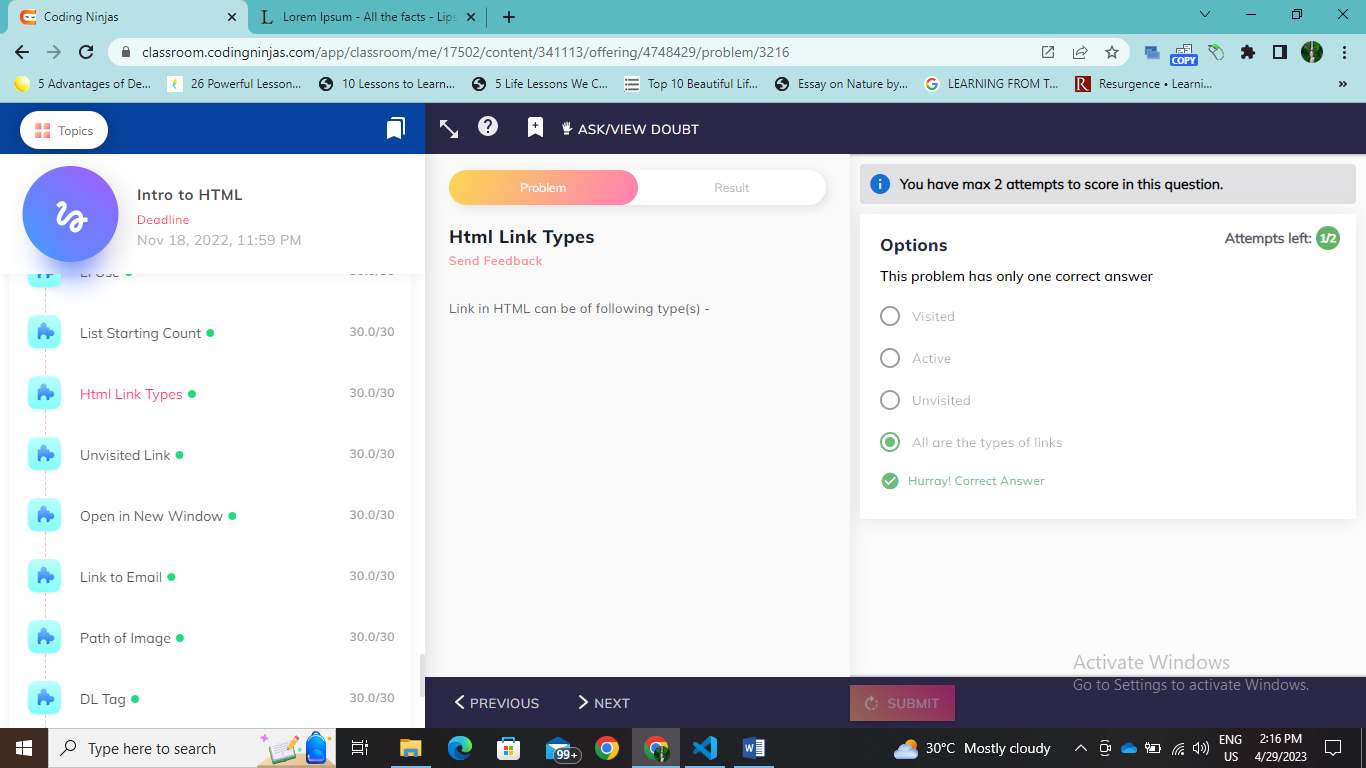 Coding Ninjas
Lorem Ipsum - All the facts - Lips
classroom.codingninjas.com/app/classroom/me/17502/content/341113/offering/4748429/problem/3216
COPY
5 Advantages of De...
26 Powerful Lesson...
10 Lessons to Learn...
5 Life Lessons We C...
Top 10 Beautiful Lif...
Essay on Nature by...
LEARNING FROM T...
Resurgence • Learni...
Topics
ASK/VIEW DOUBT
Intro to HTML
Deadline
Nov 18, 2022, 11:59 PM
List Starting Count 30.0/30
Html Link Types 30.0/30
Unvisited Link 30.0/30
Open in New Window 30.0/30
Link to Email 30.0/30
Path of Image 30.0/30
DL Tag 30.0/30
Problem
Result
Html Link Types
Send Feedback
Link in HTML can be of following type(s) -
You have max 2 attempts to score in this question.
Options
Attempts left: 1/2
This problem has only one correct answer
Visited
Active
Unvisited
All are the types of links
Hurray! Correct Answer
Activate Windows
Go to Settings to activate Windows.
PREVIOUS
NEXT
SUBMIT
Type here to search
99+
30°C Mostly cloudy
ENG
US
2:16 PM
4/29/2023